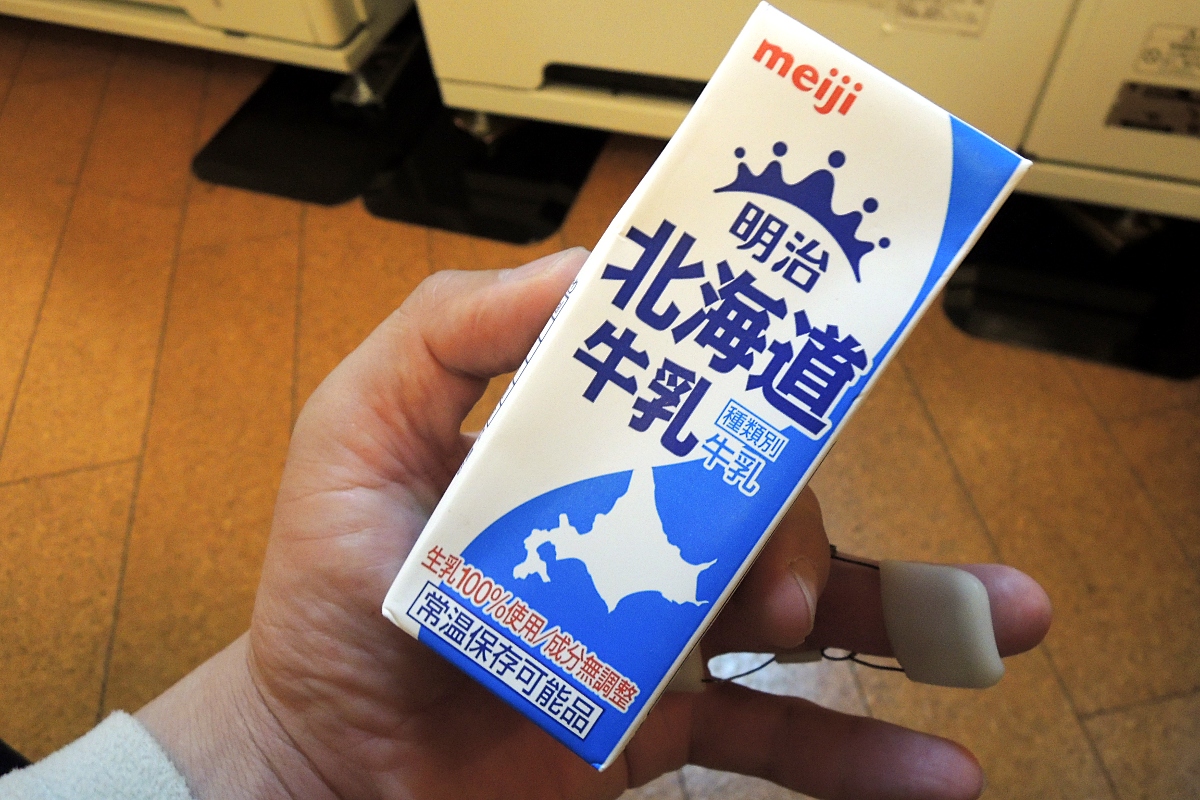 meiji
明治
北海道
牛乳
種類別
牛乳
生乳100%使用/成分無調整
常温保存可能品